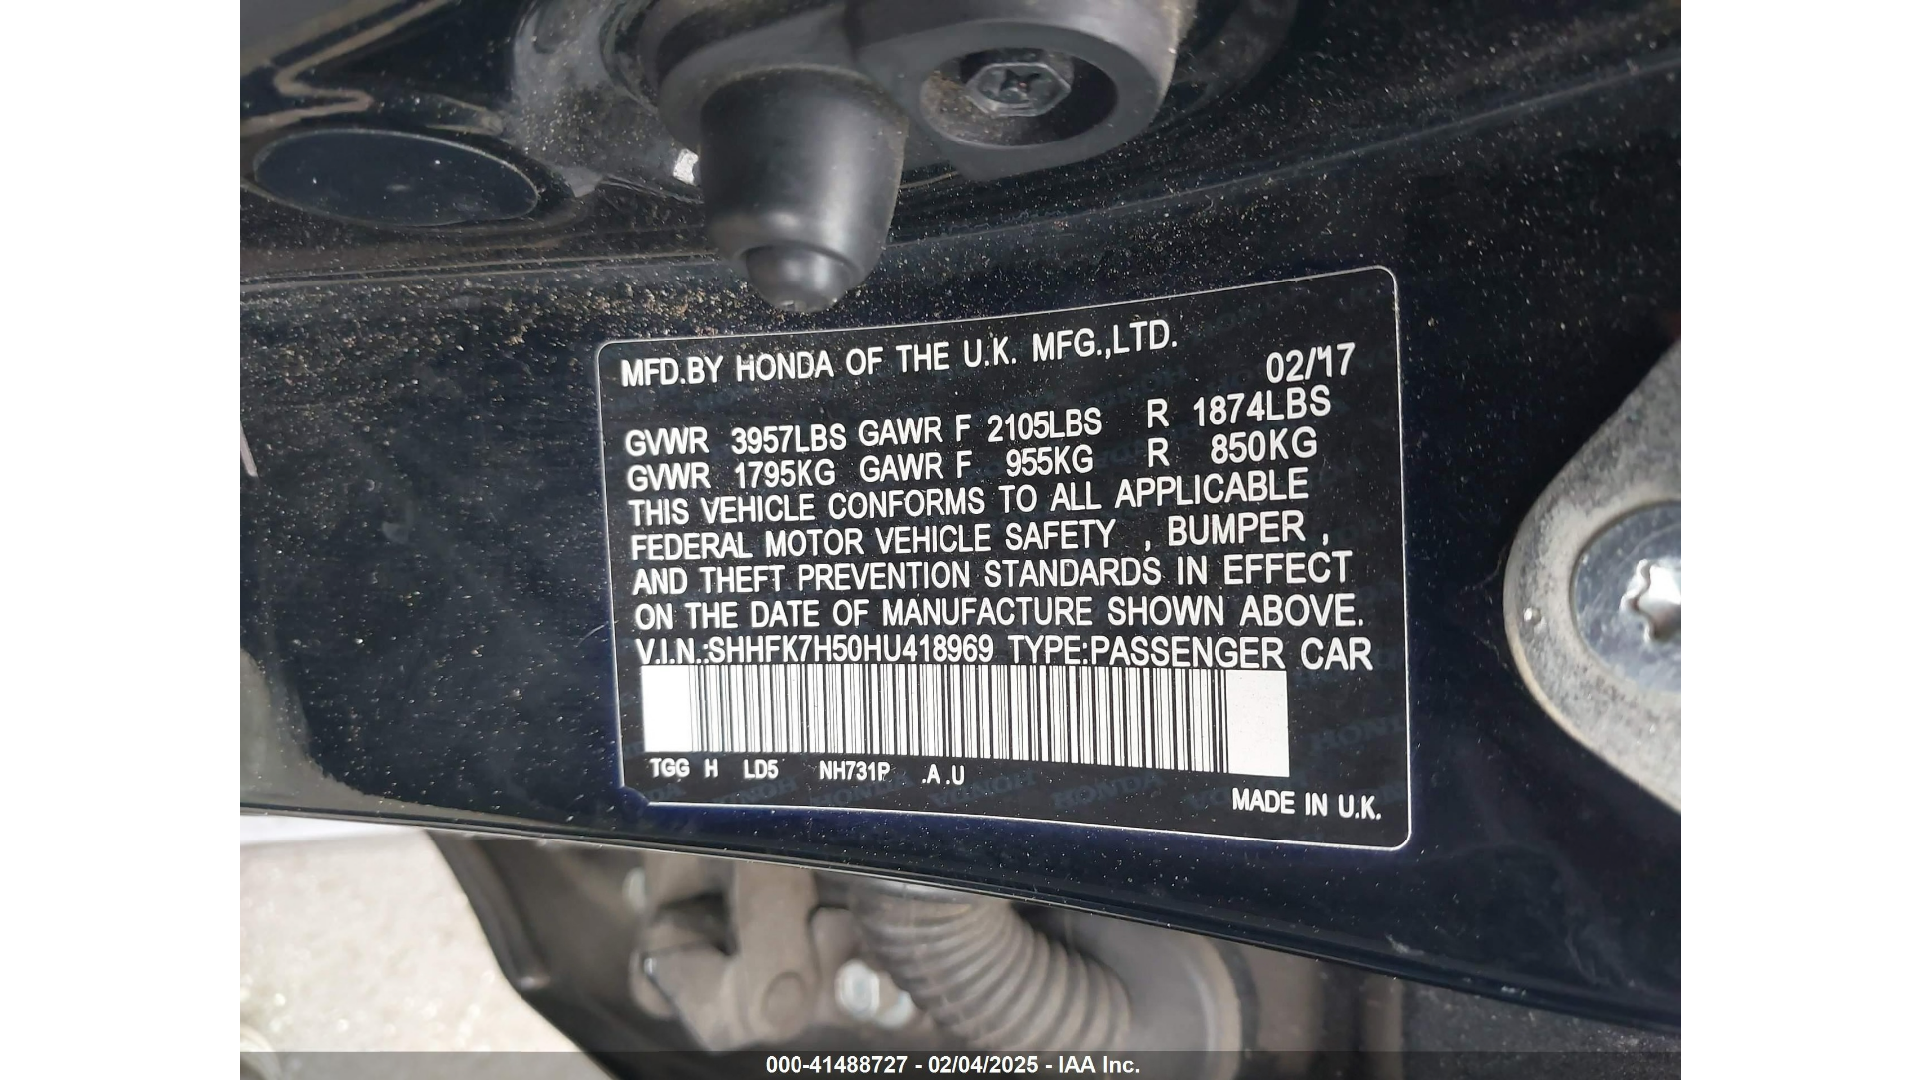 MFD.BY HONDA OF THE U.K. MFG.,LTD.
02/'17
GVWR 3957LBS GAWR F 2105LBS R 1874LBS
GVWR 1795KG GAWR F 955KG R 850KG
THIS VEHICLE CONFORMS TO ALL APPLICABLE
FEDERAL MOTOR VEHICLE SAFETY , BUMPER ,
AND THEFT PREVENTION STANDARDS IN EFFECT
ON THE DATE OF MANUFACTURE SHOWN ABOVE.
V.I.N.:SHHFK7H50HU418969 TYPE:PASSENGER CAR
TGG H LD5 NH731P .A .U
MADE IN U.K.
000-41488727 - 02/04/2025 - IAA Inc.